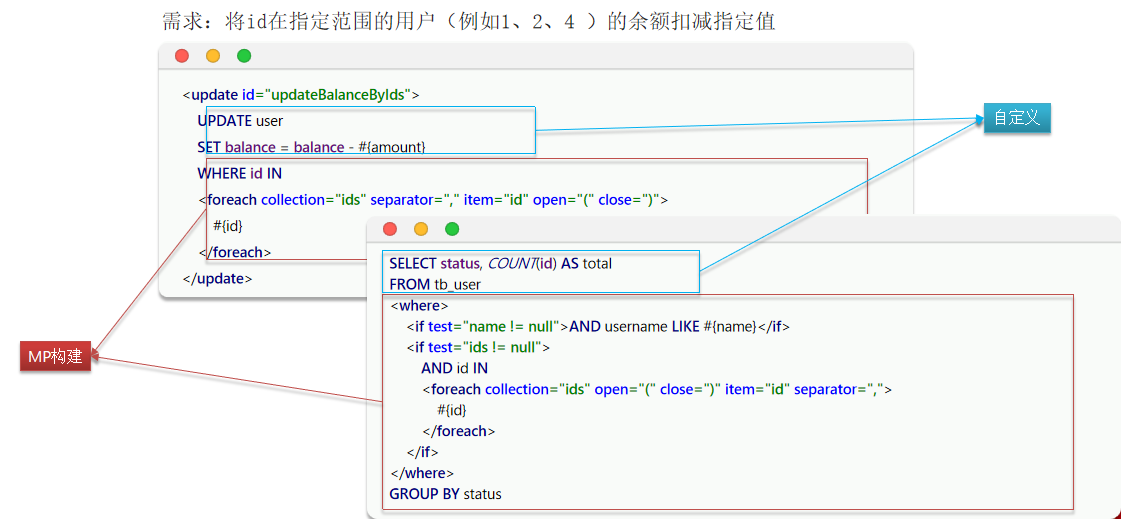 需求：将id在指定范围的用户（例如1、2、4 ）的余额扣减指定值
<update id="updateBalanceByIds">
UPDATE user
SET balance = balance - #{amount}
WHERE id IN
<foreach collection="ids" separator="," item="id" open="(" close=")">
#{id}
</foreach>
</update>
自定义
SELECT status, COUNT(id) AS total
FROM tb_user
<where>
<if test="name != null">AND username LIKE #{name}</if>
<if test="ids != null">
AND id IN
<foreach collection="ids" open="(" close=")" item="id" separator=",">
#{id}
</foreach>
</if>
</where>
GROUP BY status
MP构建